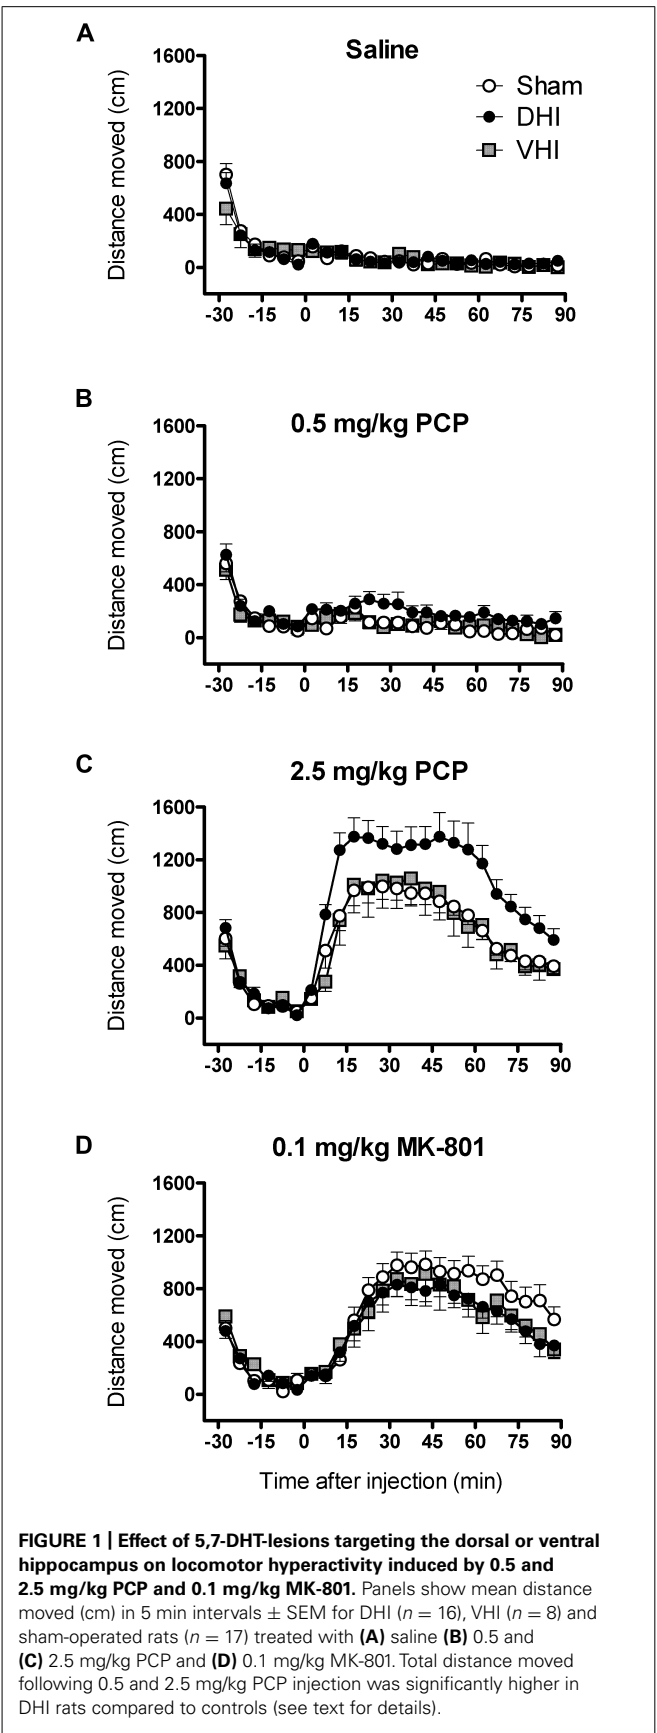 A
Saline
1600
1200
800
400
0
Distance moved (cm)
Sham
DHI
VHI
-30 -15 0 15 30 45 60 75 90
B
0.5 mg/kg PCP
1600
1200
800
400
0
Distance moved (cm)
-30 -15 0 15 30 45 60 75 90
C
2.5 mg/kg PCP
1600
1200
800
400
0
Distance moved (cm)
-30 -15 0 15 30 45 60 75 90
D
0.1 mg/kg MK-801
1600
1200
800
400
0
Distance moved (cm)
-30 -15 0 15 30 45 60 75 90
Time after injection (min)
FIGURE 1 | Effect of 5,7-DHT-lesions targeting the dorsal or ventral
hippocampus on locomotor hyperactivity induced by 0.5 and
2.5 mg/kg PCP and 0.1 mg/kg MK-801. Panels show mean distance
moved (cm) in 5 min intervals ± SEM for DHI (n = 16), VHI (n = 8) and
sham-operated rats (n = 17) treated with (A) saline (B) 0.5 and
(C) 2.5 mg/kg PCP and (D) 0.1 mg/kg MK-801. Total distance moved
following 0.5 and 2.5 mg/kg PCP injection was significantly higher in
DHI rats compared to controls (see text for details).